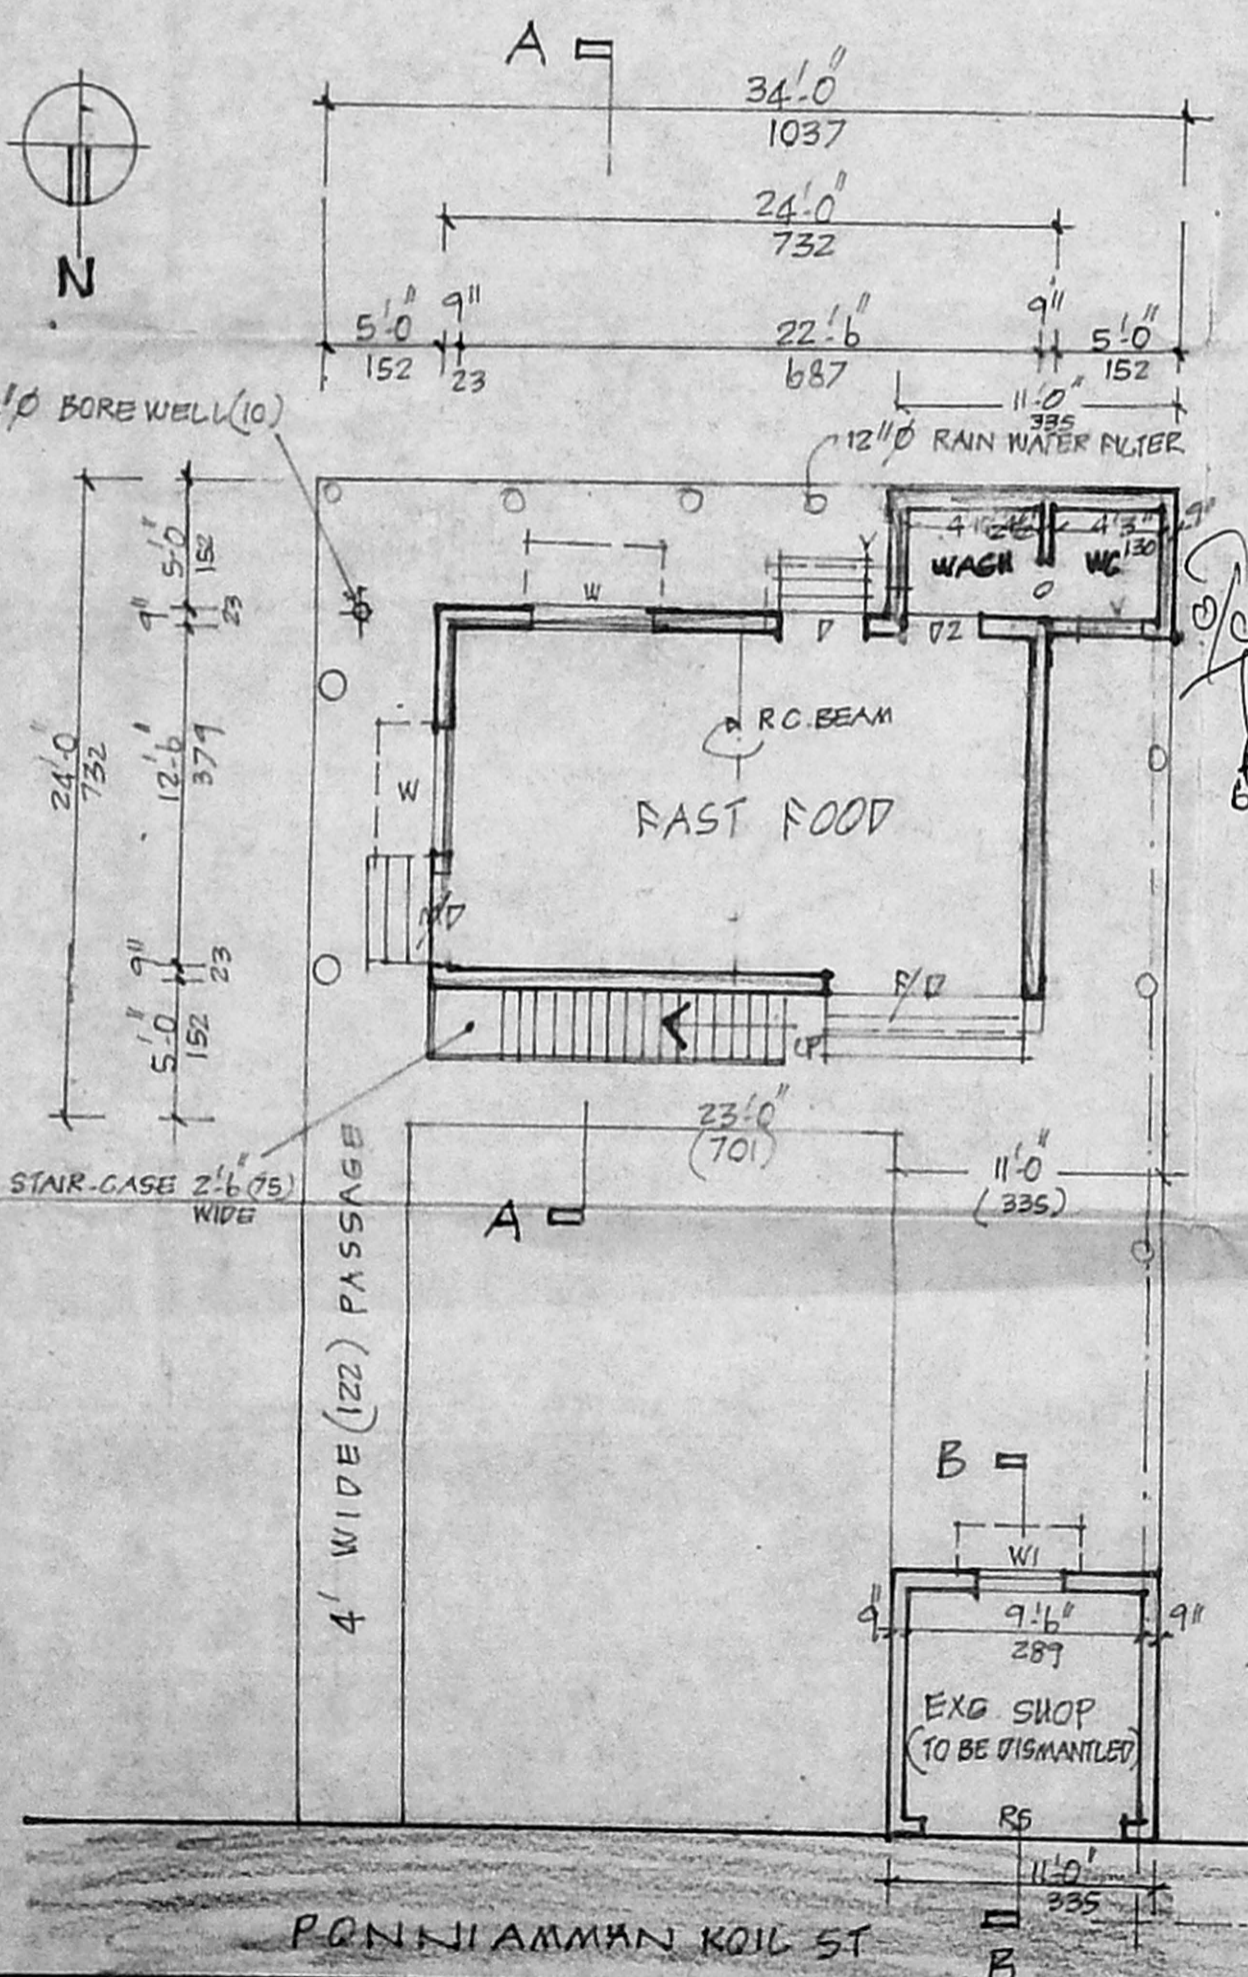 A
34'-0"
1037
24'-0"
732
N
9"
9"
5'-0"
22'-6"
5'-0"
152
23
687
152
11'-0"
335
"Ø BORE WELL (10)
12"Ø RAIN WATER FILTER
4'3"
9"
130
WASH
WC
5'-0"
152
9"
23
W
V
D
D2
V
R.C. BEAM
24'-0"
732
12'-6"
379
W
FAST FOOD
9"
23
F/D
5'-0"
152
UP
23'-0"
(701)
11'-0"
(335)
STAIR-CASE 2'-6" (75)
WIDE
A
4' WIDE (122) PASSAGE
B
W1
9"
9'-6"
9"
289
EXG SHOP
(TO BE DISMANTLED)
RS
11'-0"
335
PONNIAMMAN KOIL ST
B